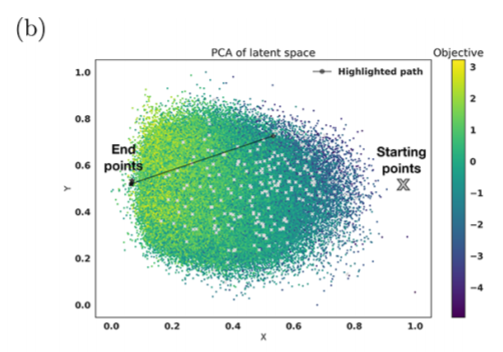 (b)
PCA of latent space
Objective
Highlighted path
End
points
Starting
points
Y
1.0
0.8
0.6
0.4
0.2
0.0
0.0 0.2 0.4 0.6 0.8 1.0
X
3
2
1
0
−1
−2
−3
−4